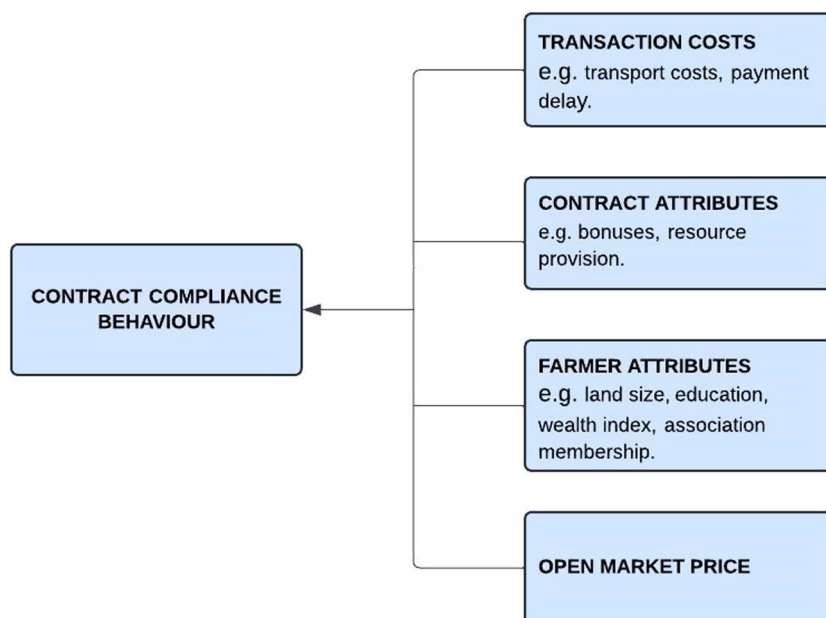 TRANSACTION COSTS
e.g. transport costs, payment
delay.
CONTRACT ATTRIBUTES
e.g. bonuses, resource
provision.
CONTRACT COMPLIANCE
BEHAVIOUR
FARMER ATTRIBUTES
e.g. land size, education,
wealth index, association
membership.
OPEN MARKET PRICE